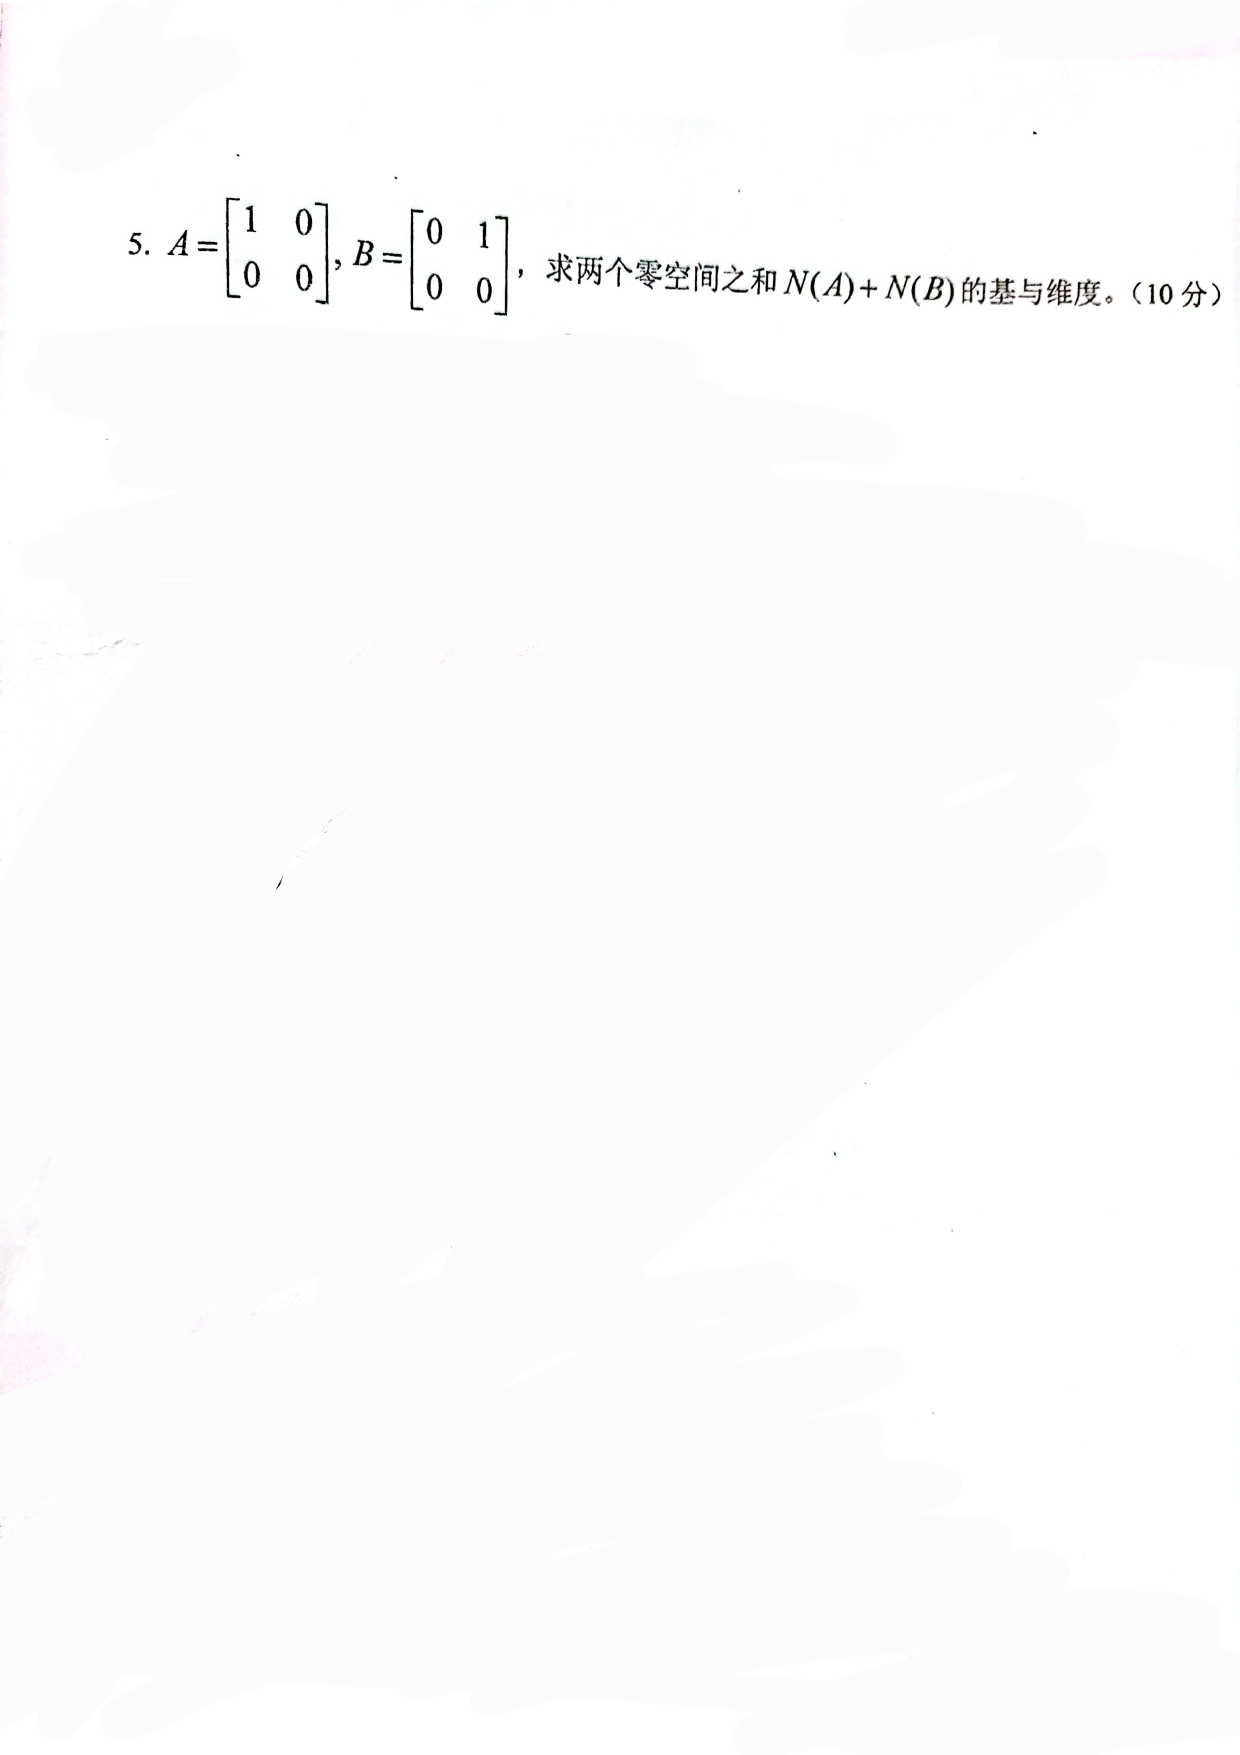 5. A = [1 0 0 0], B = [0 1 0 0], 求两个零空间之和 N(A)+N(B) 的基与维度。(10 分)